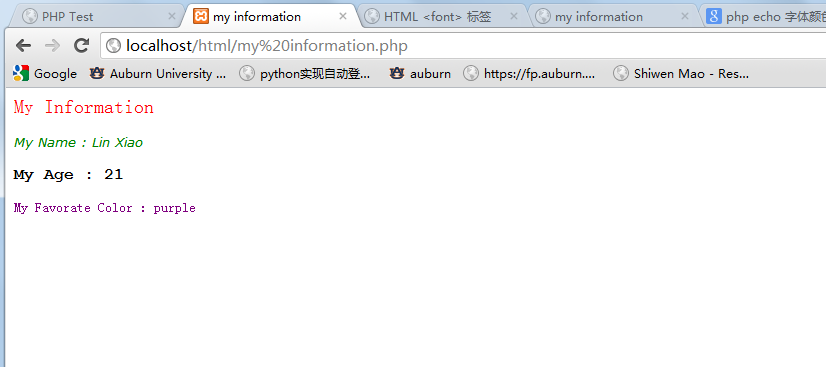 PHP Test
my information
HTML <font> 标签
my information
php echo 字体颜色
localhost/html/my%20information.php
Google
Auburn University ...
python实现自动登...
auburn
https://fp.auburn....
Shiwen Mao - Res...
My Information
My Name : Lin Xiao
My Age : 21
My Favorate Color : purple